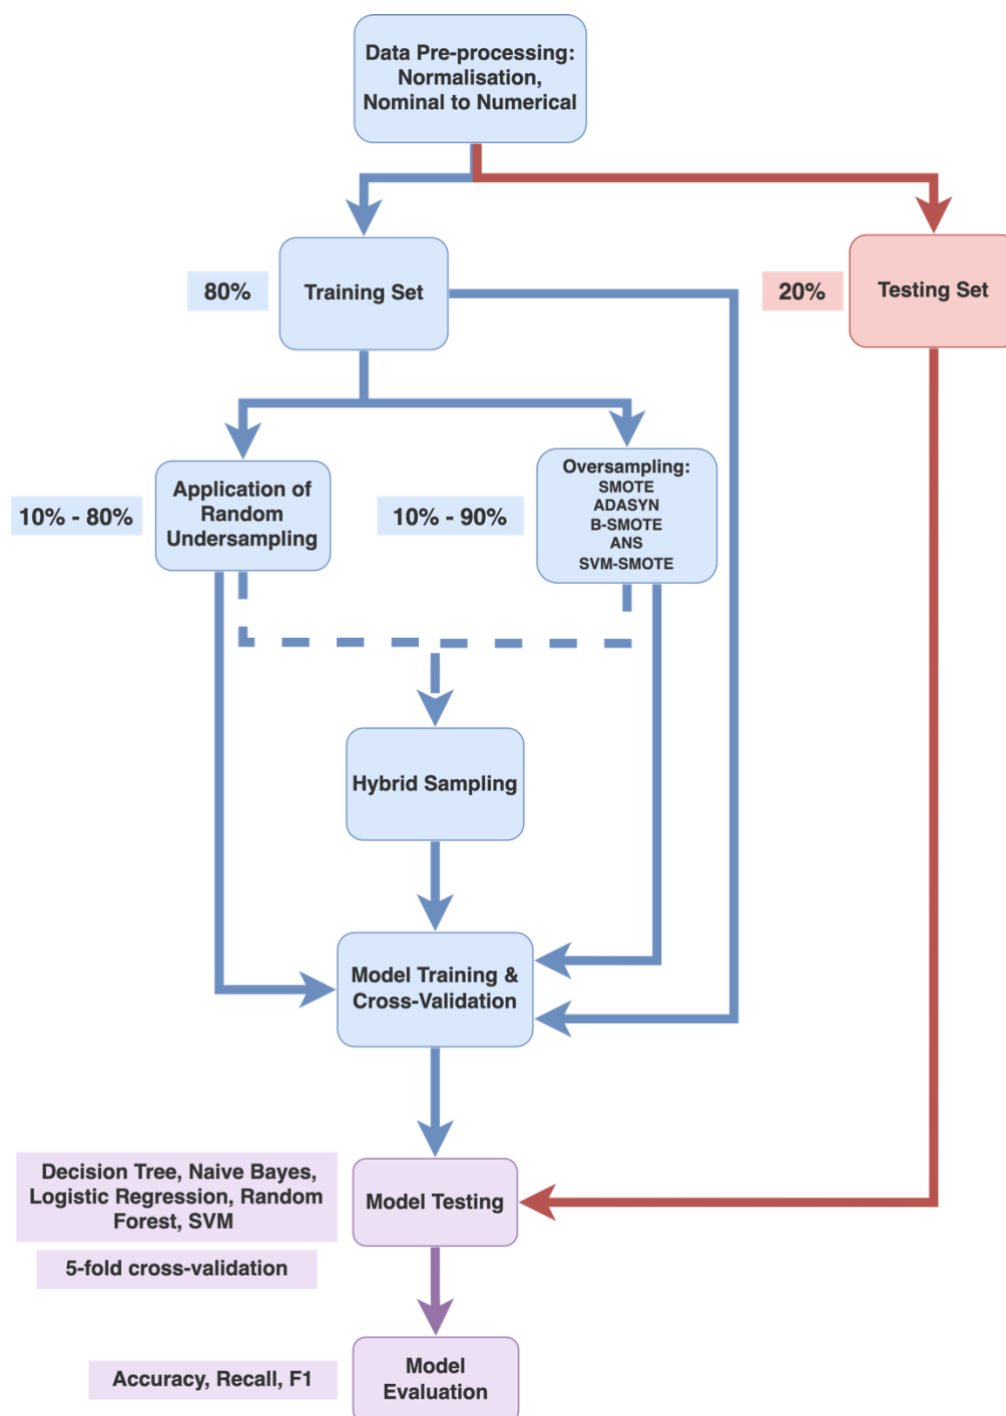 Data Pre-processing:
Normalisation,
Nominal to Numerical
80%
Training Set
20%
Testing Set
10% - 80%
Application of
Random
Undersampling
10% - 90%
Oversampling:
SMOTE
ADASYN
B-SMOTE
ANS
SVM-SMOTE
Hybrid Sampling
Model Training &
Cross-Validation
Decision Tree, Naive Bayes,
Logistic Regression, Random
Forest, SVM
Model Testing
5-fold cross-validation
Accuracy, Recall, F1
Model
Evaluation